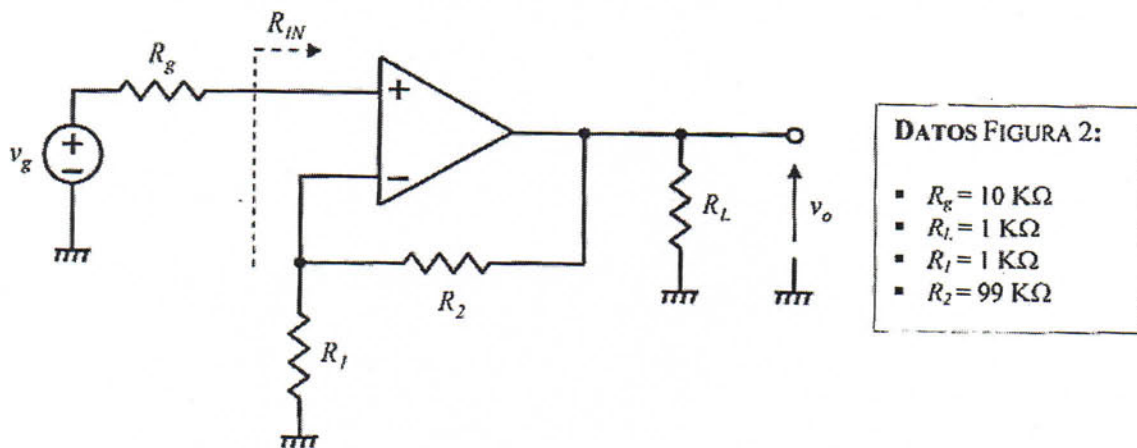 R_IN
R_g
+
v_g
+
−
−
R_L
v_o
R_2
R_1
DATOS FIGURA 2:
▪ R_g = 10 KΩ
▪ R_L = 1 KΩ
▪ R_1 = 1 KΩ
▪ R_2 = 99 KΩ